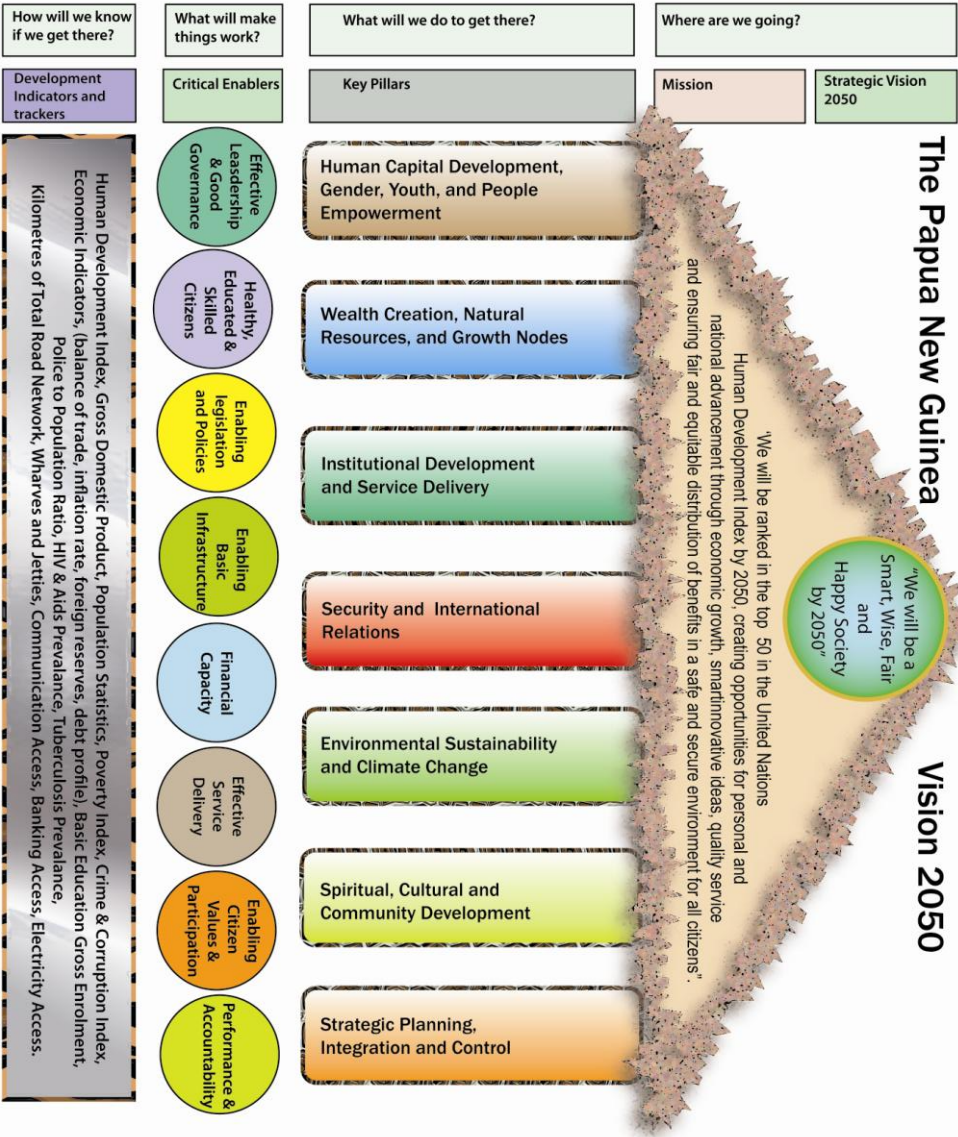 The Papua New Guinea Vision 2050
Where are we going?
Strategic Vision
2050
"We will be a
Smart, Wise, Fair
and
Happy Society
by 2050"
Mission
'We will be ranked in the top 50 in the United Nations
Human Development Index by 2050, creating opportunities for personal and
national advancement through economic growth, smartinnovative ideas, quality service
and ensuring fair and equitable distribution of benefits in a safe and secure environment for all citizens".
What will we do to get there?
Key Pillars
Human Capital Development,
Gender, Youth, and People
Empowerment
Wealth Creation, Natural
Resources, and Growth Nodes
Institutional Development
and Service Delivery
Security and International
Relations
Environmental Sustainability
and Climate Change
Spiritual, Cultural and
Community Development
Strategic Planning,
Integration and Control
What will make
things work?
Critical Enablers
Effective
Leasdership
& Good
Governance
Healthy,
Educated &
Skilled
Citizens
Enabling
legislation
and Policies
Enabling
Basic
Infrastructure
Financial
Capacity
Effective
Service
Delivery
Enabling
Citizen
Values &
Participation
Performance &
Accountability
How will we know
if we get there?
Development
Indicators and
trackers
Human Development Index, Gross Domestic Product, Population Statistics, Poverty Index, Crime & Corruption Index,
Economic Indicators, (balance of trade, inflation rate, foreign reserves, debt profile), Basic Education Gross Enrolment,
Police to Population Ratio, HIV & Aids Prevalance, Tuberculosis Prevalance,
Kilometres of Total Road Network, Wharves and Jetties, Communication Access, Banking Access, Electricity Access.